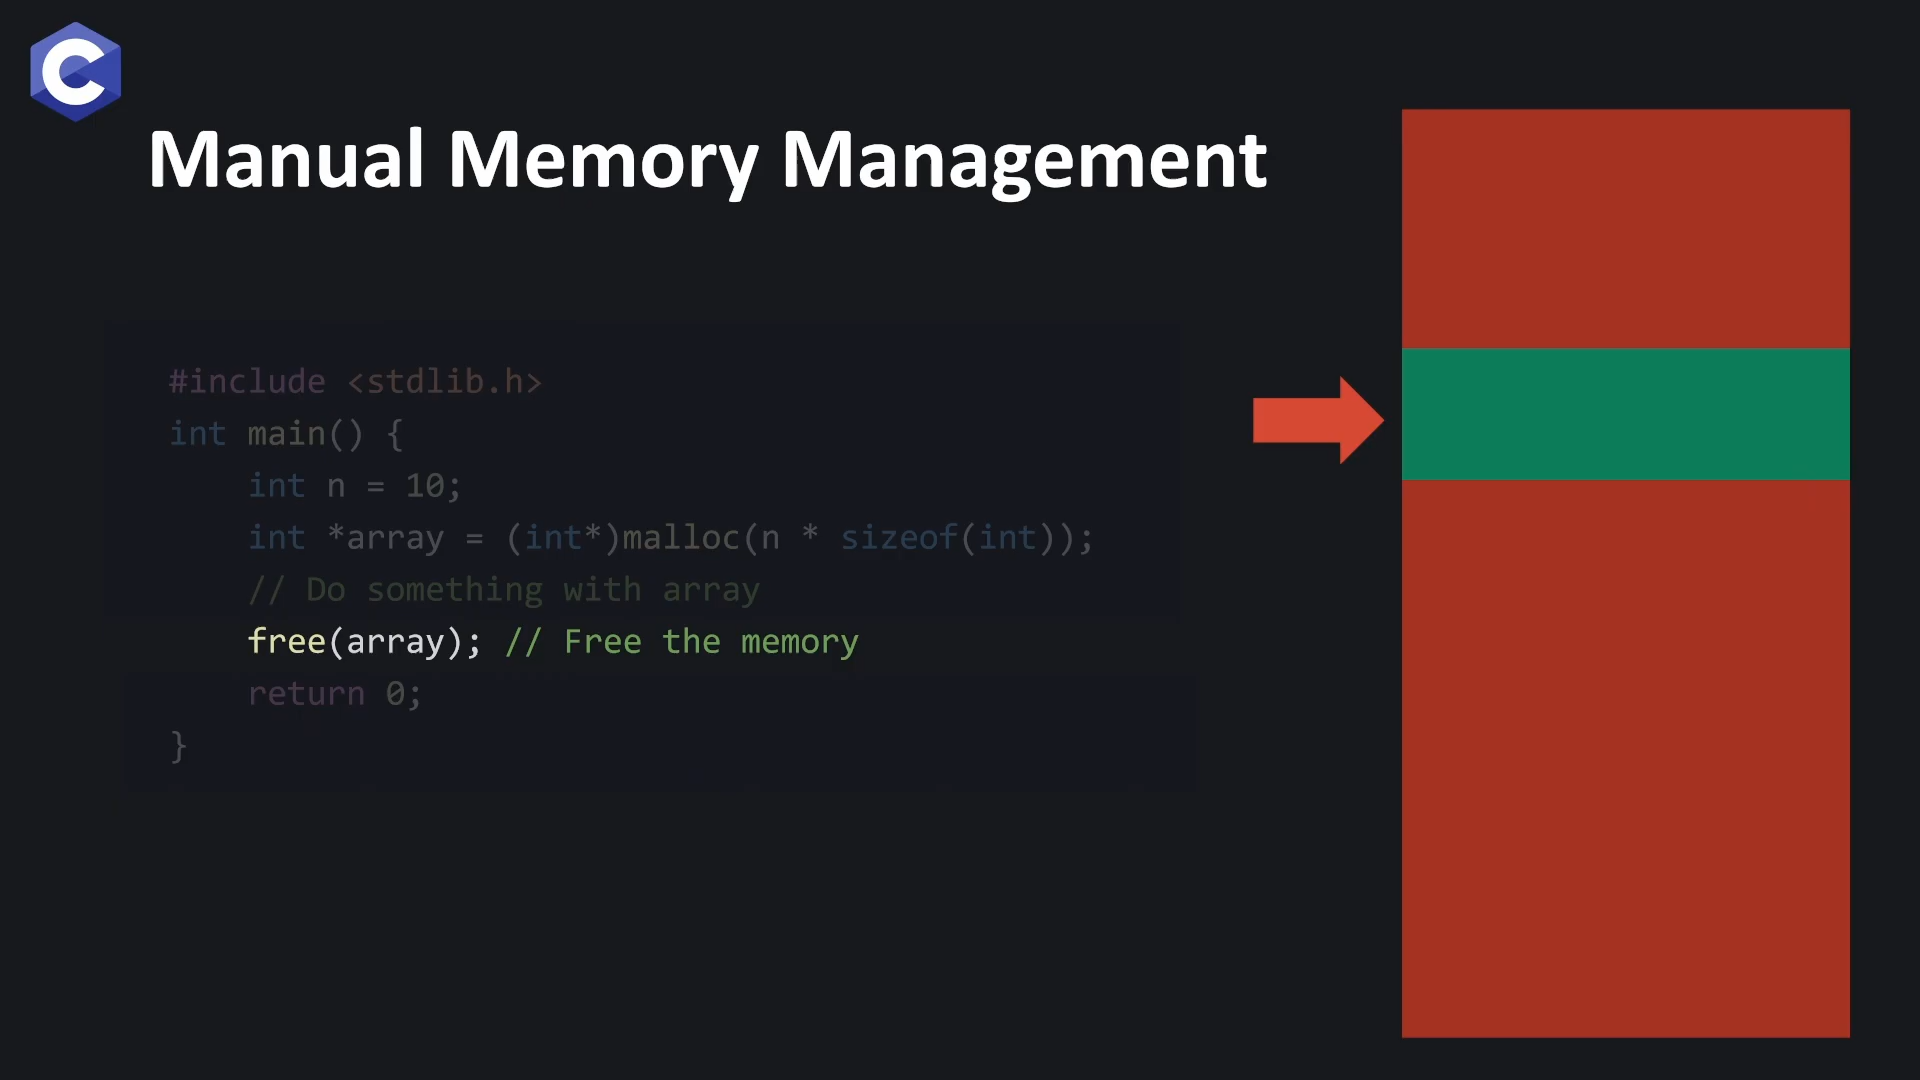 C
Manual Memory Management
#include <stdlib.h>
int main() {
    int n = 10;
    int *array = (int*)malloc(n * sizeof(int));
    // Do something with array
    free(array); // Free the memory
    return 0;
}